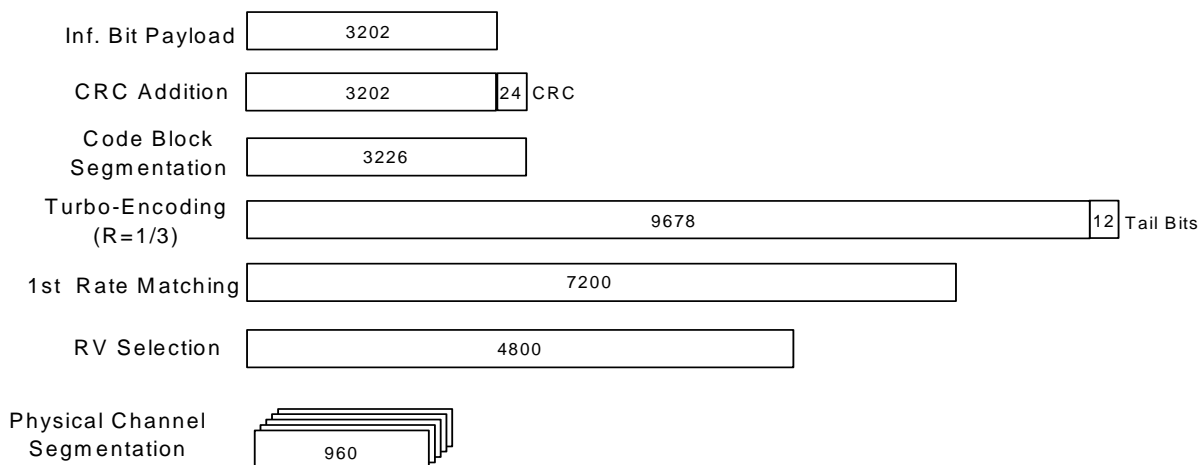 Inf. Bit Payload 3202
CRC Addition 3202 24 CRC
Code Block
Segmentation 3226
Turbo-Encoding
(R=1/3) 9678 12 Tail Bits
1st Rate Matching 7200
RV Selection 4800
Physical Channel
Segmentation 960